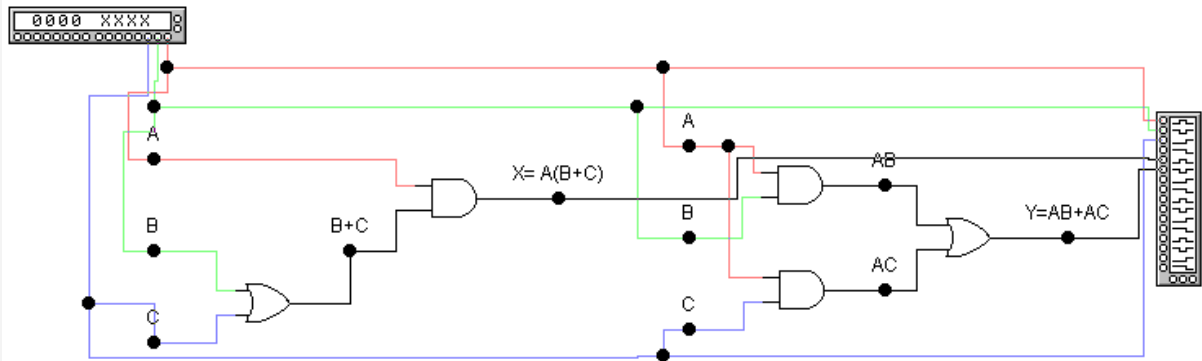 0000 XXXX
A
B
C
B+C
X= A(B+C)
A
B
C
AB
AC
Y=AB+AC